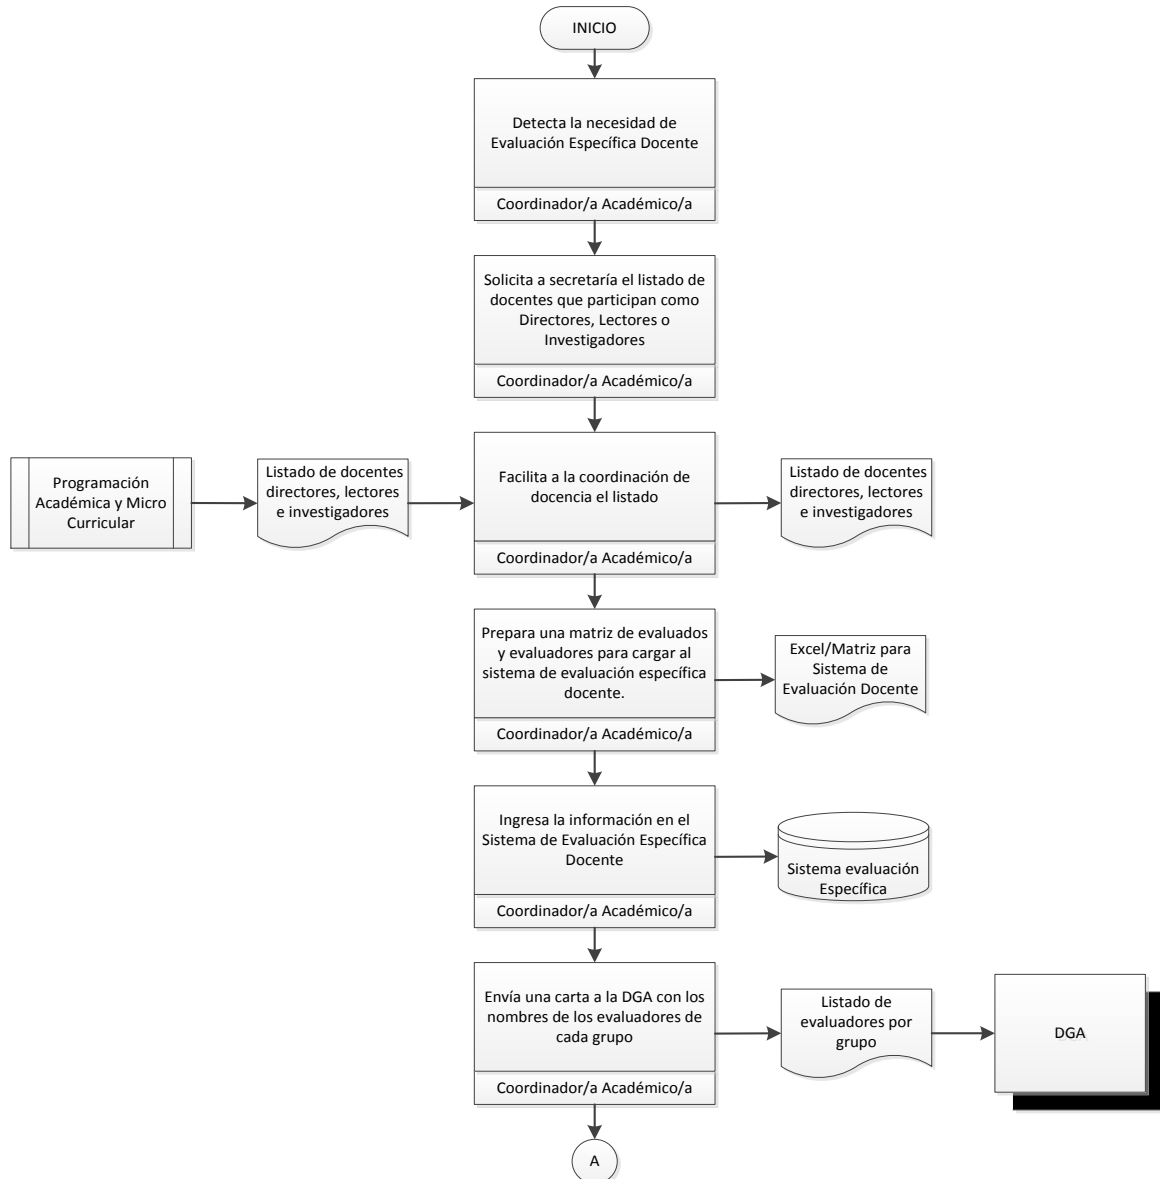 INICIO
Detecta la necesidad de
Evaluación Específica Docente
Coordinador/a Académico/a
Solicita a secretaría el listado de
docentes que participan como
Directores, Lectores o
Investigadores
Coordinador/a Académico/a
Programación
Académica y Micro
Curricular
Listado de docentes
directores, lectores
e investigadores
Facilita a la coordinación de
docencia el listado
Coordinador/a Académico/a
Listado de docentes
directores, lectores
e investigadores
Prepara una matriz de evaluados
y evaluadores para cargar al
sistema de evaluación específica
docente.
Coordinador/a Académico/a
Excel/Matriz para
Sistema de
Evaluación Docente
Ingresa la información en el
Sistema de Evaluación Específica
Docente
Coordinador/a Académico/a
Sistema evaluación
Específica
Envía una carta a la DGA con los
nombres de los evaluadores de
cada grupo
Coordinador/a Académico/a
Listado de
evaluadores por
grupo
DGA
A